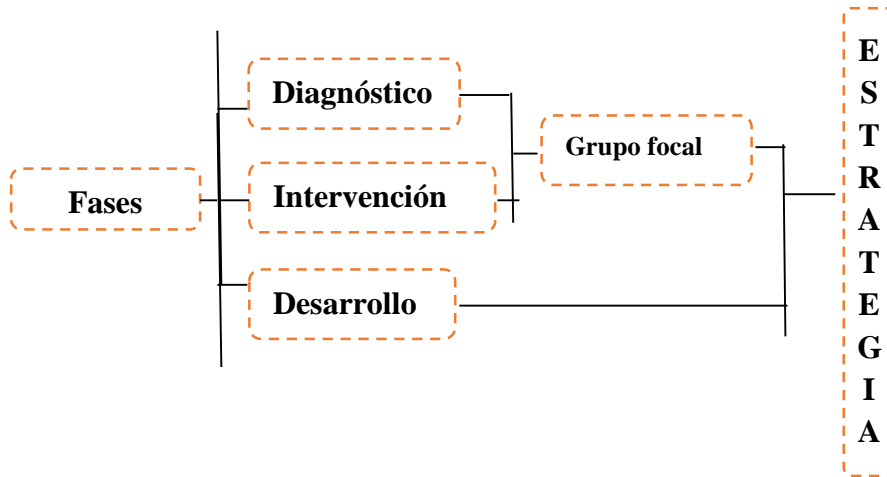 Fases
Diagnóstico
Intervención
Desarrollo
Grupo focal
E
S
T
R
A
T
E
G
I
A